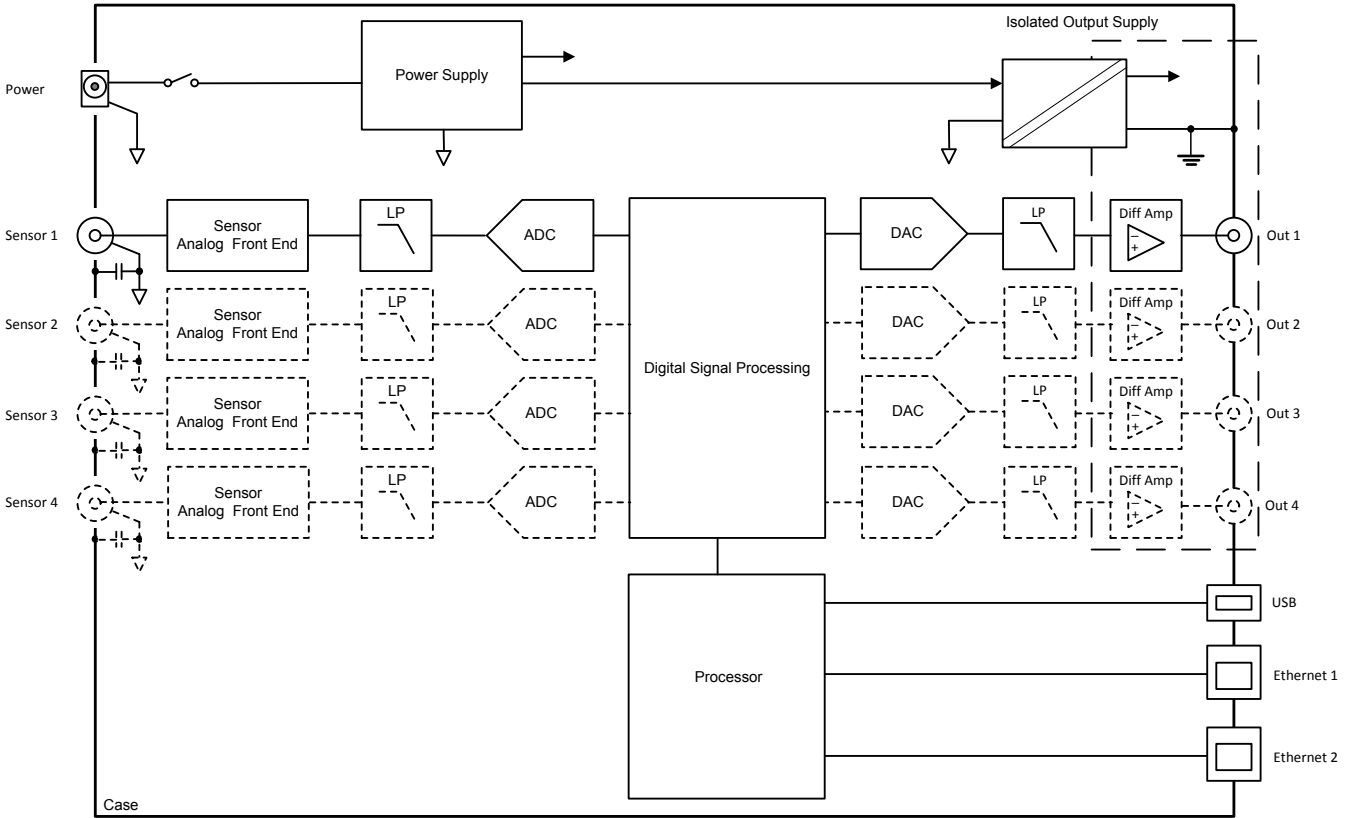 Isolated Output Supply
Power
Power Supply
Sensor 1
Sensor
Analog Front End
LP
ADC
DAC
LP
Diff Amp
−
+
Out 1
Sensor 2
Sensor
Analog Front End
LP
ADC
DAC
LP
Diff Amp
−
+
Out 2
Digital Signal Processing
Sensor 3
Sensor
Analog Front End
LP
ADC
DAC
LP
Diff Amp
−
+
Out 3
Sensor 4
Sensor
Analog Front End
LP
ADC
DAC
LP
Diff Amp
−
+
Out 4
USB
Processor
Ethernet 1
Ethernet 2
Case